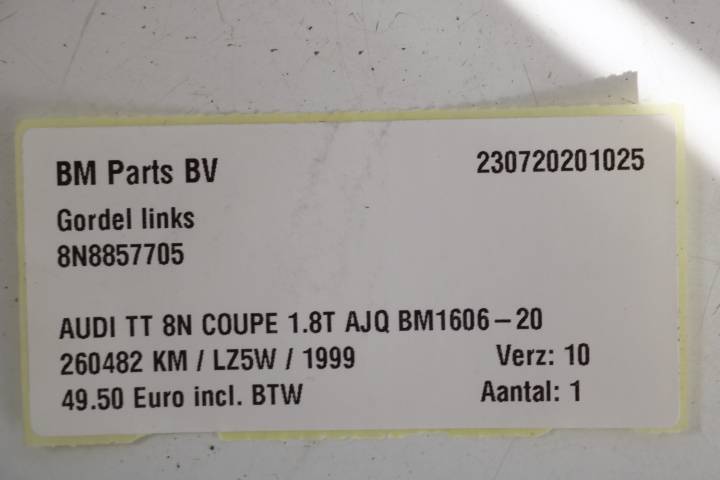 BM Parts BV 230720201025
Gordel links
8N8857705
AUDI TT 8N COUPE 1.8T AJQ BM1606-20
260482 KM / LZ5W / 1999 Verz: 10
49.50 Euro incl. BTW Aantal: 1